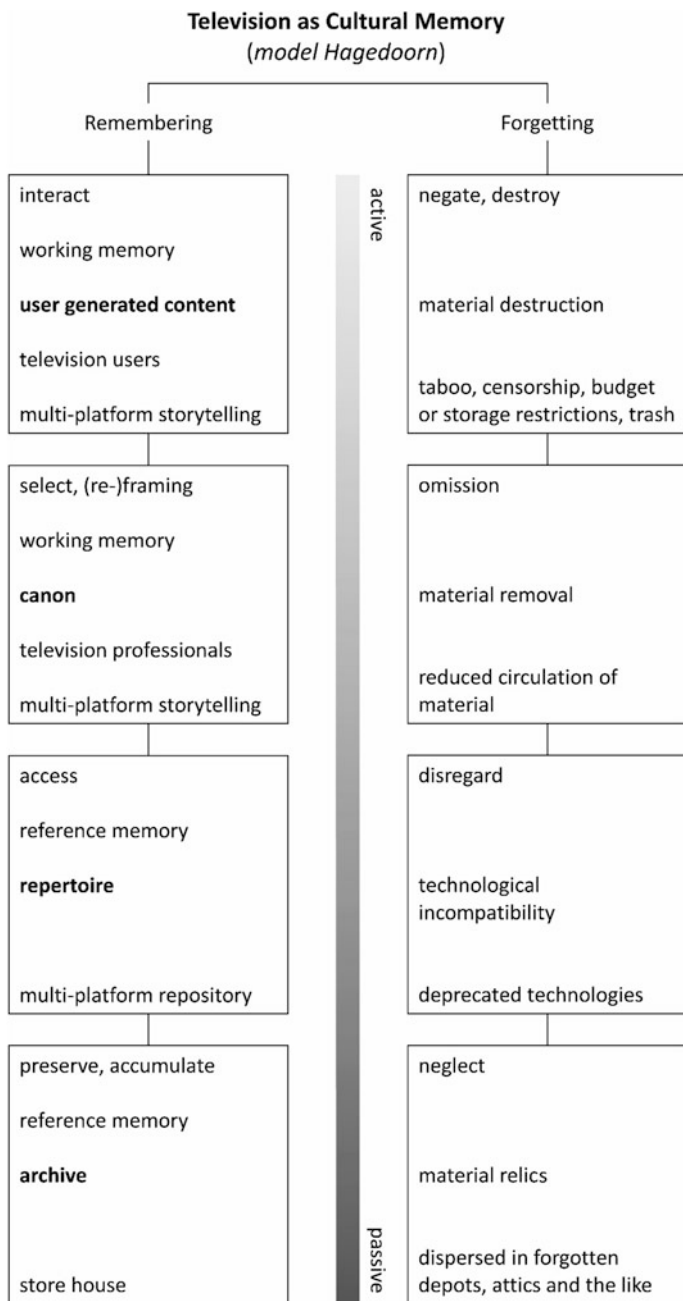 Television as Cultural Memory
(model Hagedoorn)
Remembering
Forgetting
interact
working memory
user generated content
television users
multi-platform storytelling
active
negate, destroy
material destruction
taboo, censorship, budget
or storage restrictions, trash
select, (re-)framing
working memory
canon
television professionals
multi-platform storytelling
omission
material removal
reduced circulation of
material
access
reference memory
repertoire
multi-platform repository
disregard
technological
incompatibility
deprecated technologies
preserve, accumulate
reference memory
archive
store house
passive
neglect
material relics
dispersed in forgotten
depots, attics and the like